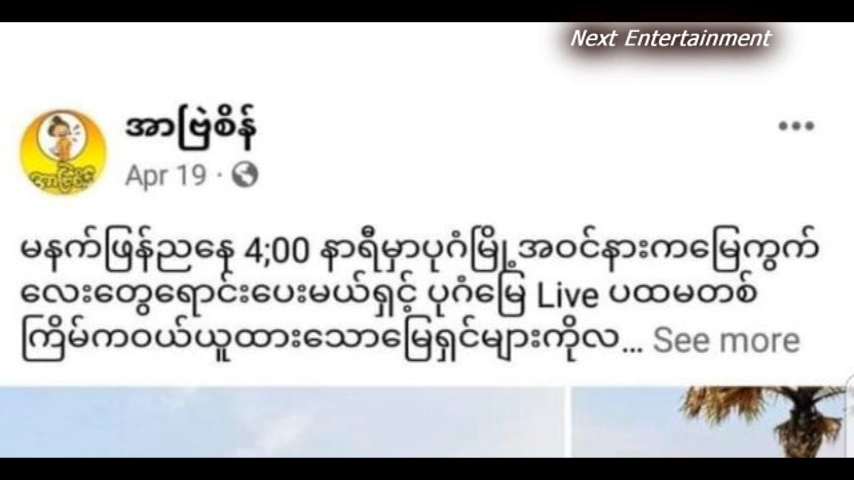 Next Entertainment
အာဗြဲစိန်
Apr 19 ·
မနက်ဖြန်ညနေ 4;00 နာရီမှာပုဂံမြို့အဝင်နားကမြေကွက်
လေးတွေရောင်းပေးမယ်ရှင့် ပုဂံမြေ Live ပထမတစ်
ကြိမ်ကဝယ်ယူထားသောမြေရှင်များကိုလ... See more